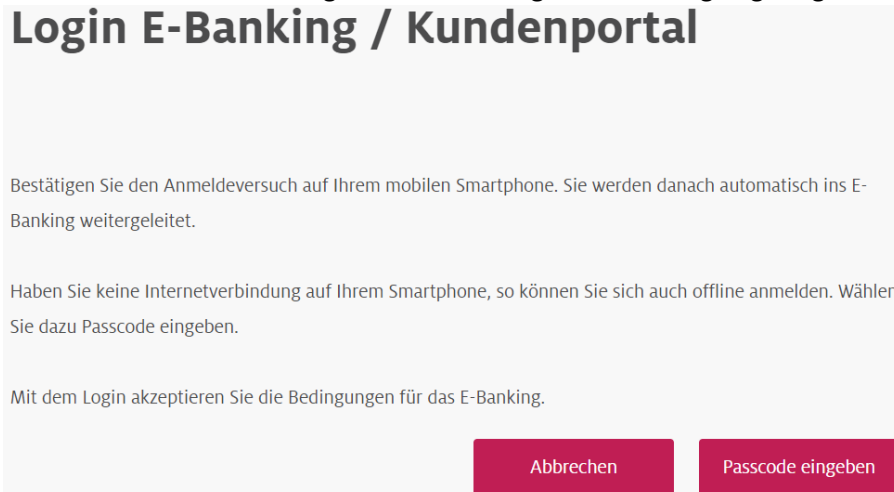 Login E-Banking / Kundenportal
Bestätigen Sie den Anmeldeversuch auf Ihrem mobilen Smartphone. Sie werden danach automatisch ins E-
Banking weitergeleitet.
Haben Sie keine Internetverbindung auf Ihrem Smartphone, so können Sie sich auch offline anmelden. Wählen
Sie dazu Passcode eingeben.
Mit dem Login akzeptieren Sie die Bedingungen für das E-Banking.
Abbrechen
Passcode eingeben